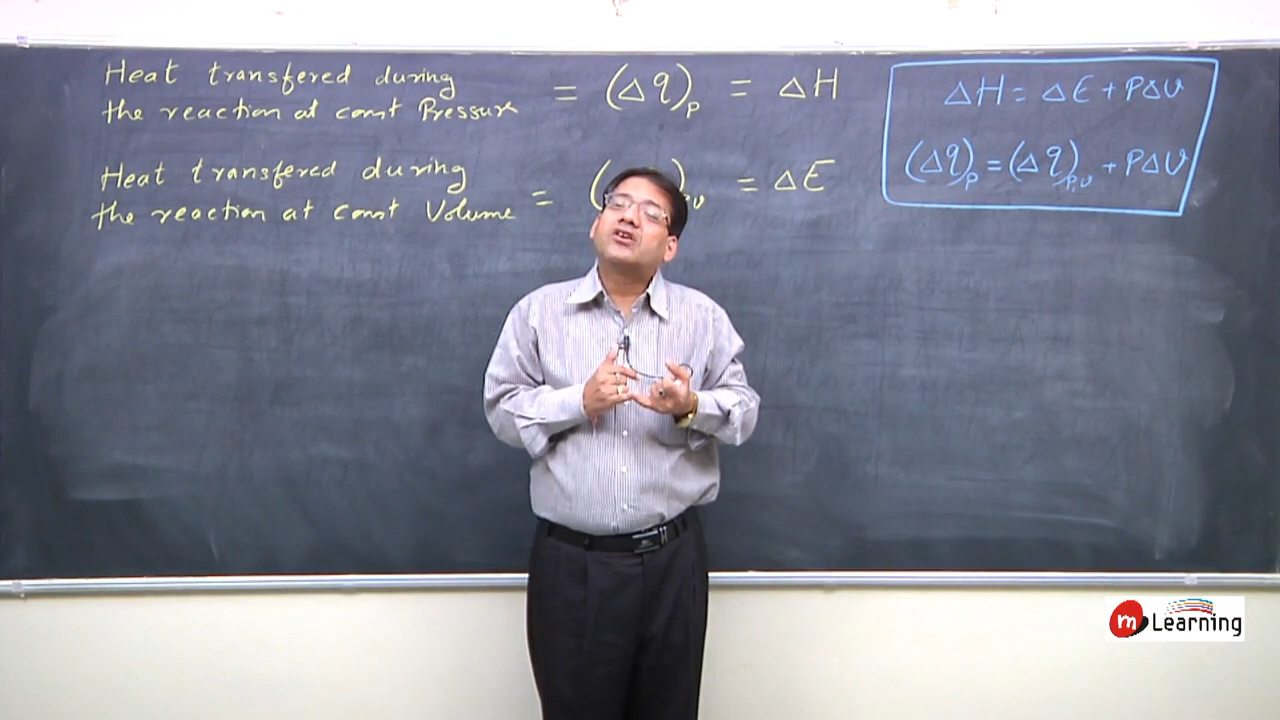 Heat transfered during = (Δq)p = ΔH
the reaction at const Pressure
Heat transfered during
the reaction at const Volume = ( ) v = ΔE
ΔH = ΔE + PΔV
(Δq)p = (Δq)p,v + PΔV
m Learning